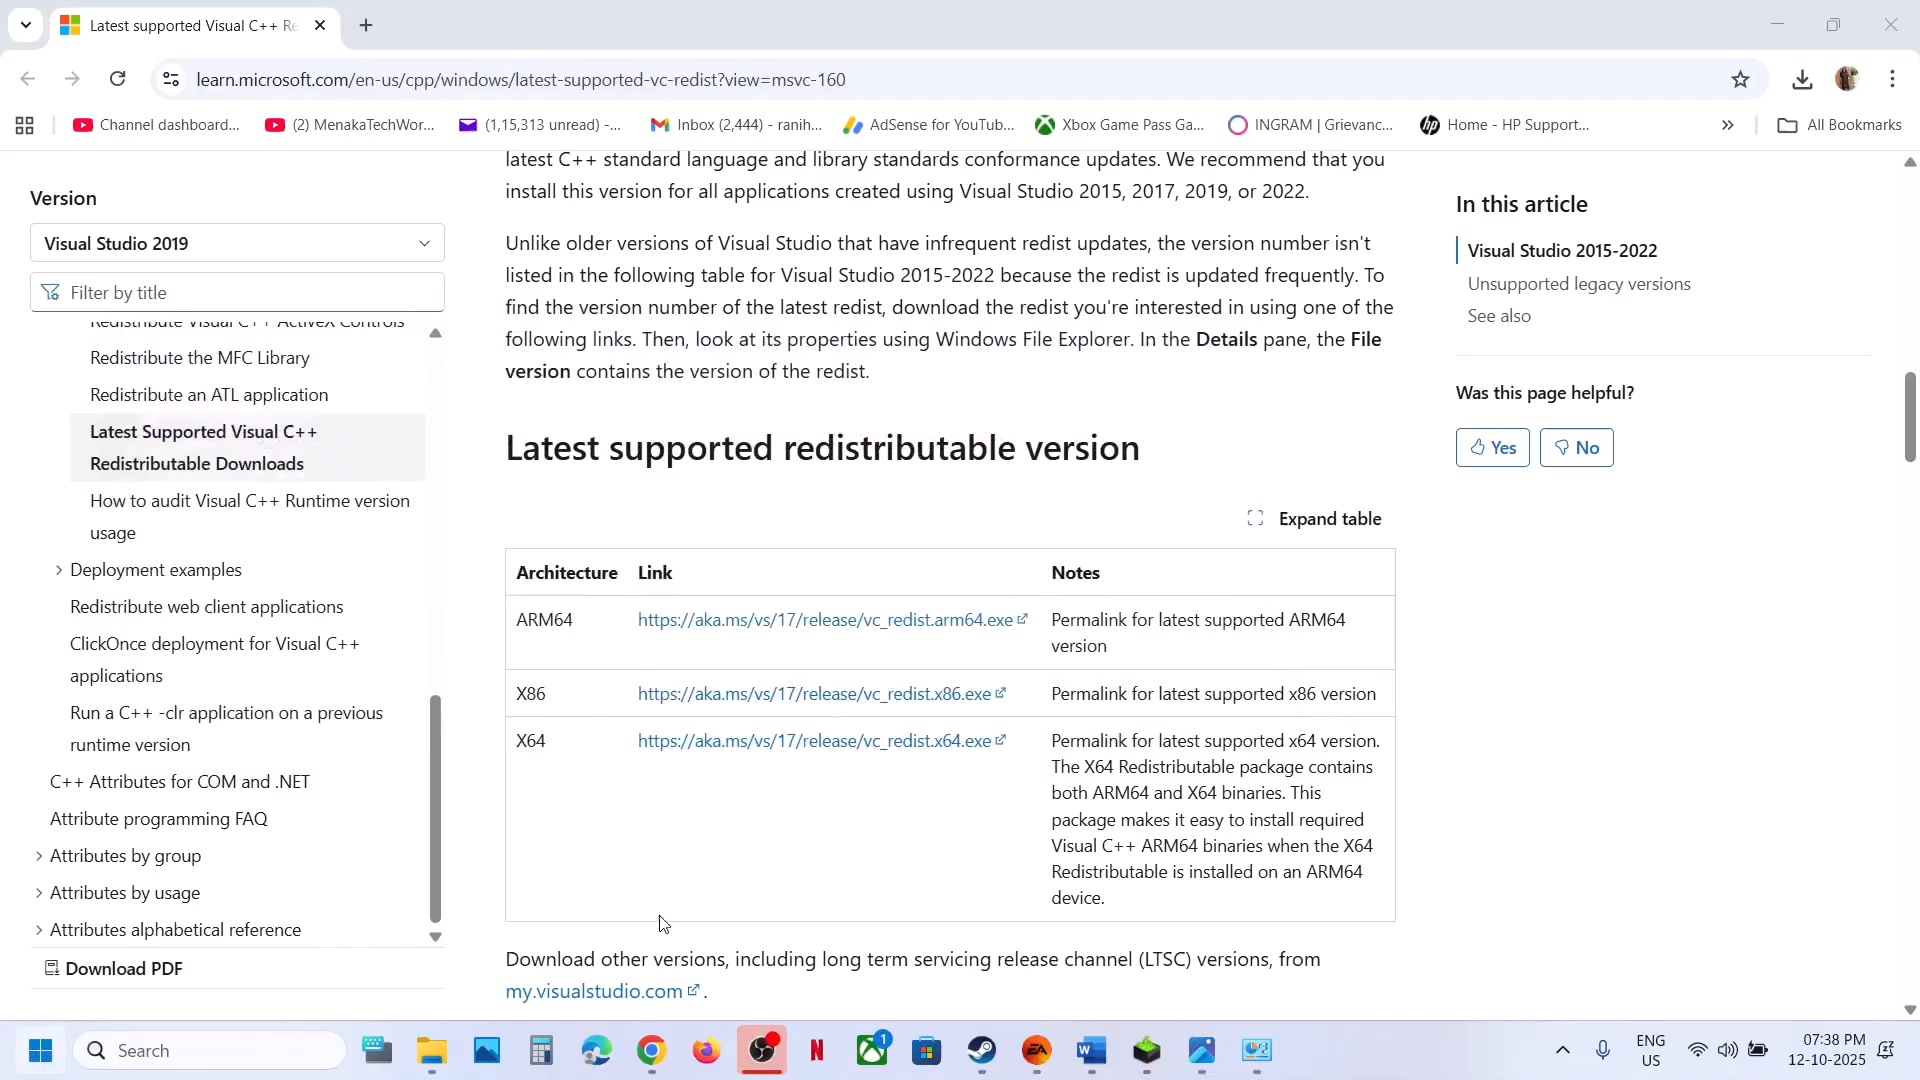 Latest supported Visual C++ Re
learn.microsoft.com/en-us/cpp/windows/latest-supported-vc-redist?view=msvc-160
Channel dashboard...
(2) MenakaTechWor...
(1,15,313 unread) -...
Inbox (2,444) - ranih...
AdSense for YouTub...
Xbox Game Pass Ga...
INGRAM | Grievanc...
Home - HP Support...
All Bookmarks
Version
Visual Studio 2019
Filter by title
Redistribute Visual C++ ActiveX Controls
Redistribute the MFC Library
Redistribute an ATL application
Latest Supported Visual C++
Redistributable Downloads
How to audit Visual C++ Runtime version
usage
Deployment examples
Redistribute web client applications
ClickOnce deployment for Visual C++
applications
Run a C++ -clr application on a previous
runtime version
C++ Attributes for COM and .NET
Attribute programming FAQ
Attributes by group
Attributes by usage
Attributes alphabetical reference
Download PDF
latest C++ standard language and library standards conformance updates. We recommend that you
install this version for all applications created using Visual Studio 2015, 2017, 2019, or 2022.
Unlike older versions of Visual Studio that have infrequent redist updates, the version number isn't
listed in the following table for Visual Studio 2015-2022 because the redist is updated frequently. To
find the version number of the latest redist, download the redist you're interested in using one of the
following links. Then, look at its properties using Windows File Explorer. In the Details pane, the File
version contains the version of the redist.
Latest supported redistributable version
Expand table
Architecture Link Notes
ARM64 https://aka.ms/vs/17/release/vc_redist.arm64.exe Permalink for latest supported ARM64
version
X86 https://aka.ms/vs/17/release/vc_redist.x86.exe Permalink for latest supported x86 version
X64 https://aka.ms/vs/17/release/vc_redist.x64.exe Permalink for latest supported x64 version.
The X64 Redistributable package contains
both ARM64 and X64 binaries. This
package makes it easy to install required
Visual C++ ARM64 binaries when the X64
Redistributable is installed on an ARM64
device.
Download other versions, including long term servicing release channel (LTSC) versions, from
my.visualstudio.com .
In this article
Visual Studio 2015-2022
Unsupported legacy versions
See also
Was this page helpful?
Yes
No
Search
1
ENG
US
07:38 PM
12-10-2025